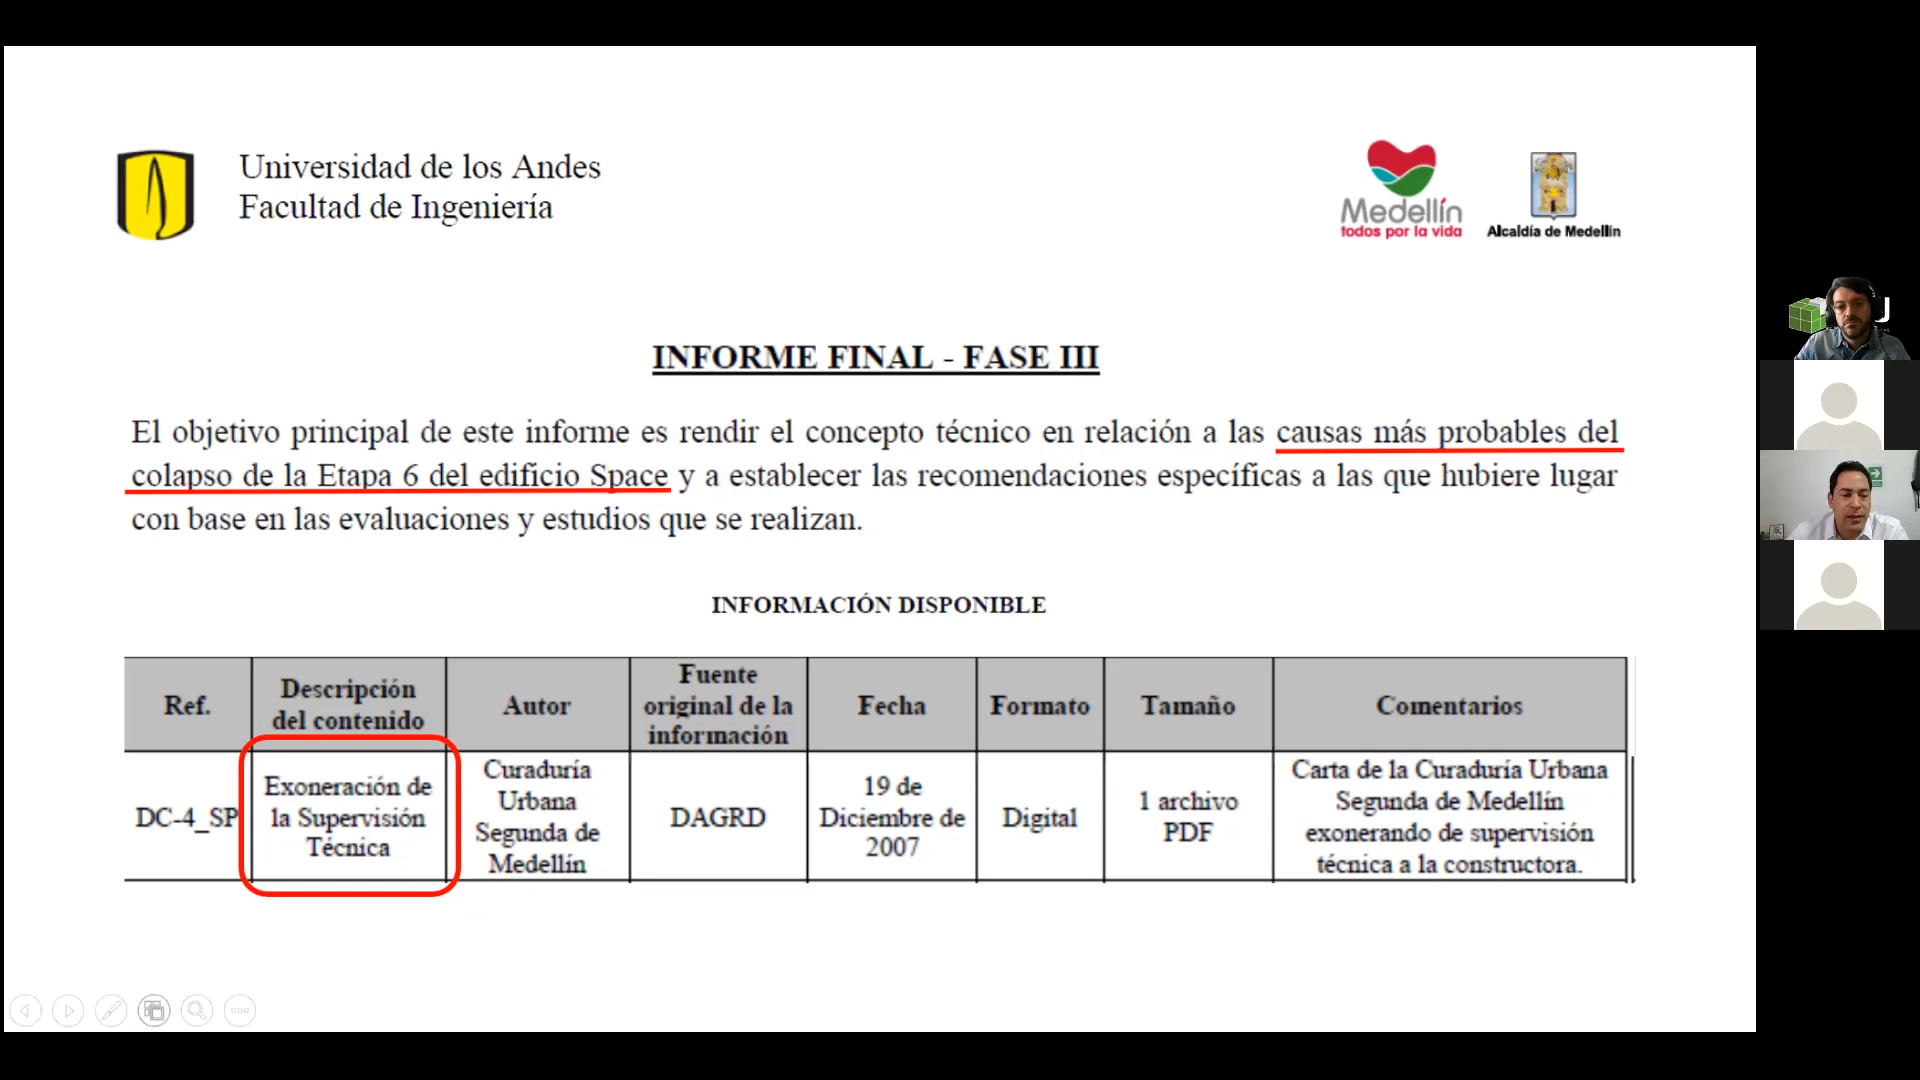 Universidad de los Andes
Facultad de Ingeniería
Medellín
todos por la vida
Alcaldía de Medellín
INFORME FINAL - FASE III
El objetivo principal de este informe es rendir el concepto técnico en relación a las causas más probables del
colapso de la Etapa 6 del edificio Space y a establecer las recomendaciones específicas a las que hubiere lugar
con base en las evaluaciones y estudios que se realizan.
INFORMACIÓN DISPONIBLE
Ref.
Descripción
del contenido
Autor
Fuente
original de la
información
Fecha
Formato
Tamaño
Comentarios
DC-4_SP
Exoneración de
la Supervisión
Técnica
Curaduría
Urbana
Segunda de
Medellín
DAGRD
19 de
Diciembre de
2007
Digital
1 archivo
PDF
Carta de la Curaduría Urbana
Segunda de Medellín
exonerando de supervisión
técnica a la constructora.